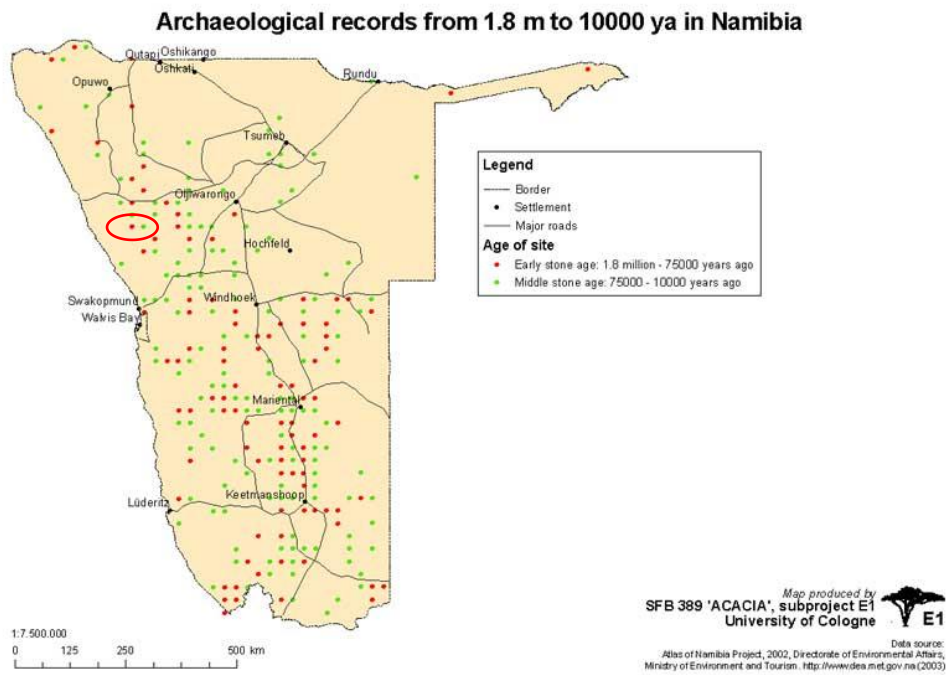 Archaeological records from 1.8 m to 10000 ya in Namibia
Outapi Oshikango
Oshkati
Rundu
Opuwo
Tsumeb
Otjiwarongo
Hochfeld
Swakopmund
Windhoek
Walvis Bay
Mariental
Keetmanshoop
Lüderitz
Legend
Border
Settlement
Major roads
Age of site
Early stone age: 1.8 million - 75000 years ago
Middle stone age: 75000 - 10000 years ago
Map produced by
SFB 389 'ACACIA', subproject E1
University of Cologne
E1
Data source:
Atlas of Namibia Project, 2002, Directorate of Environmental Affairs,
Ministry of Environment and Tourism. http://www.dea.met.gov.na (2003)
1:7.500.000
0 125 250 500 km